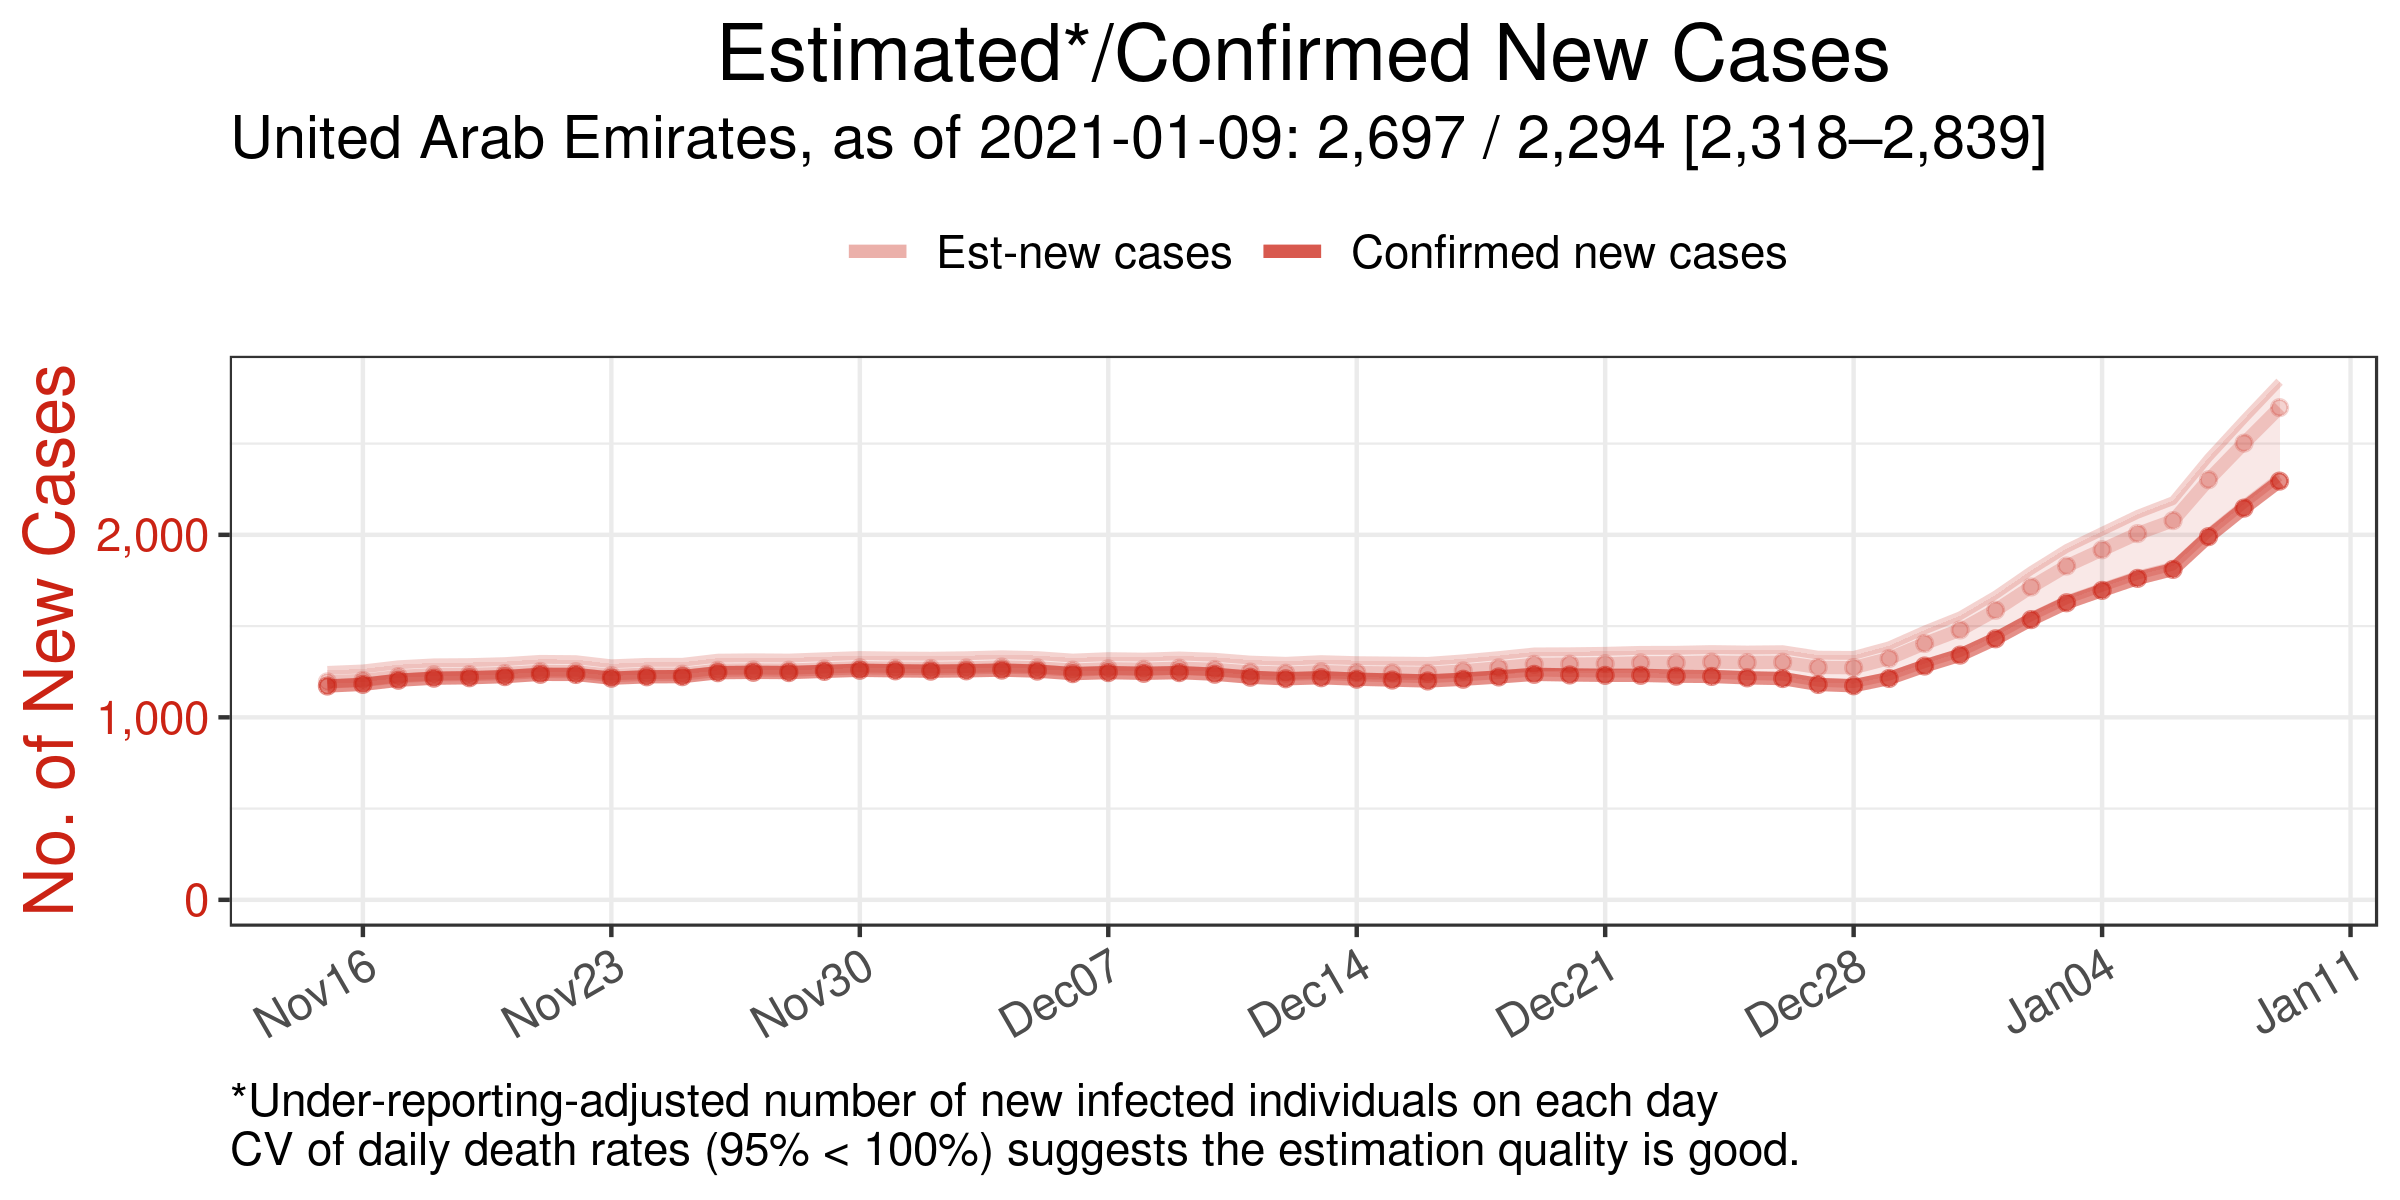 Estimated*/Confirmed New Cases
United Arab Emirates, as of 2021-01-09: 2,697 / 2,294 [2,318–2,839]
Est-new cases Confirmed new cases
No. of New Cases
2,000
1,000
0
Nov16 Nov23 Nov30 Dec07 Dec14 Dec21 Dec28 Jan04 Jan11
*Under-reporting-adjusted number of new infected individuals on each day
CV of daily death rates (95% < 100%) suggests the estimation quality is good.